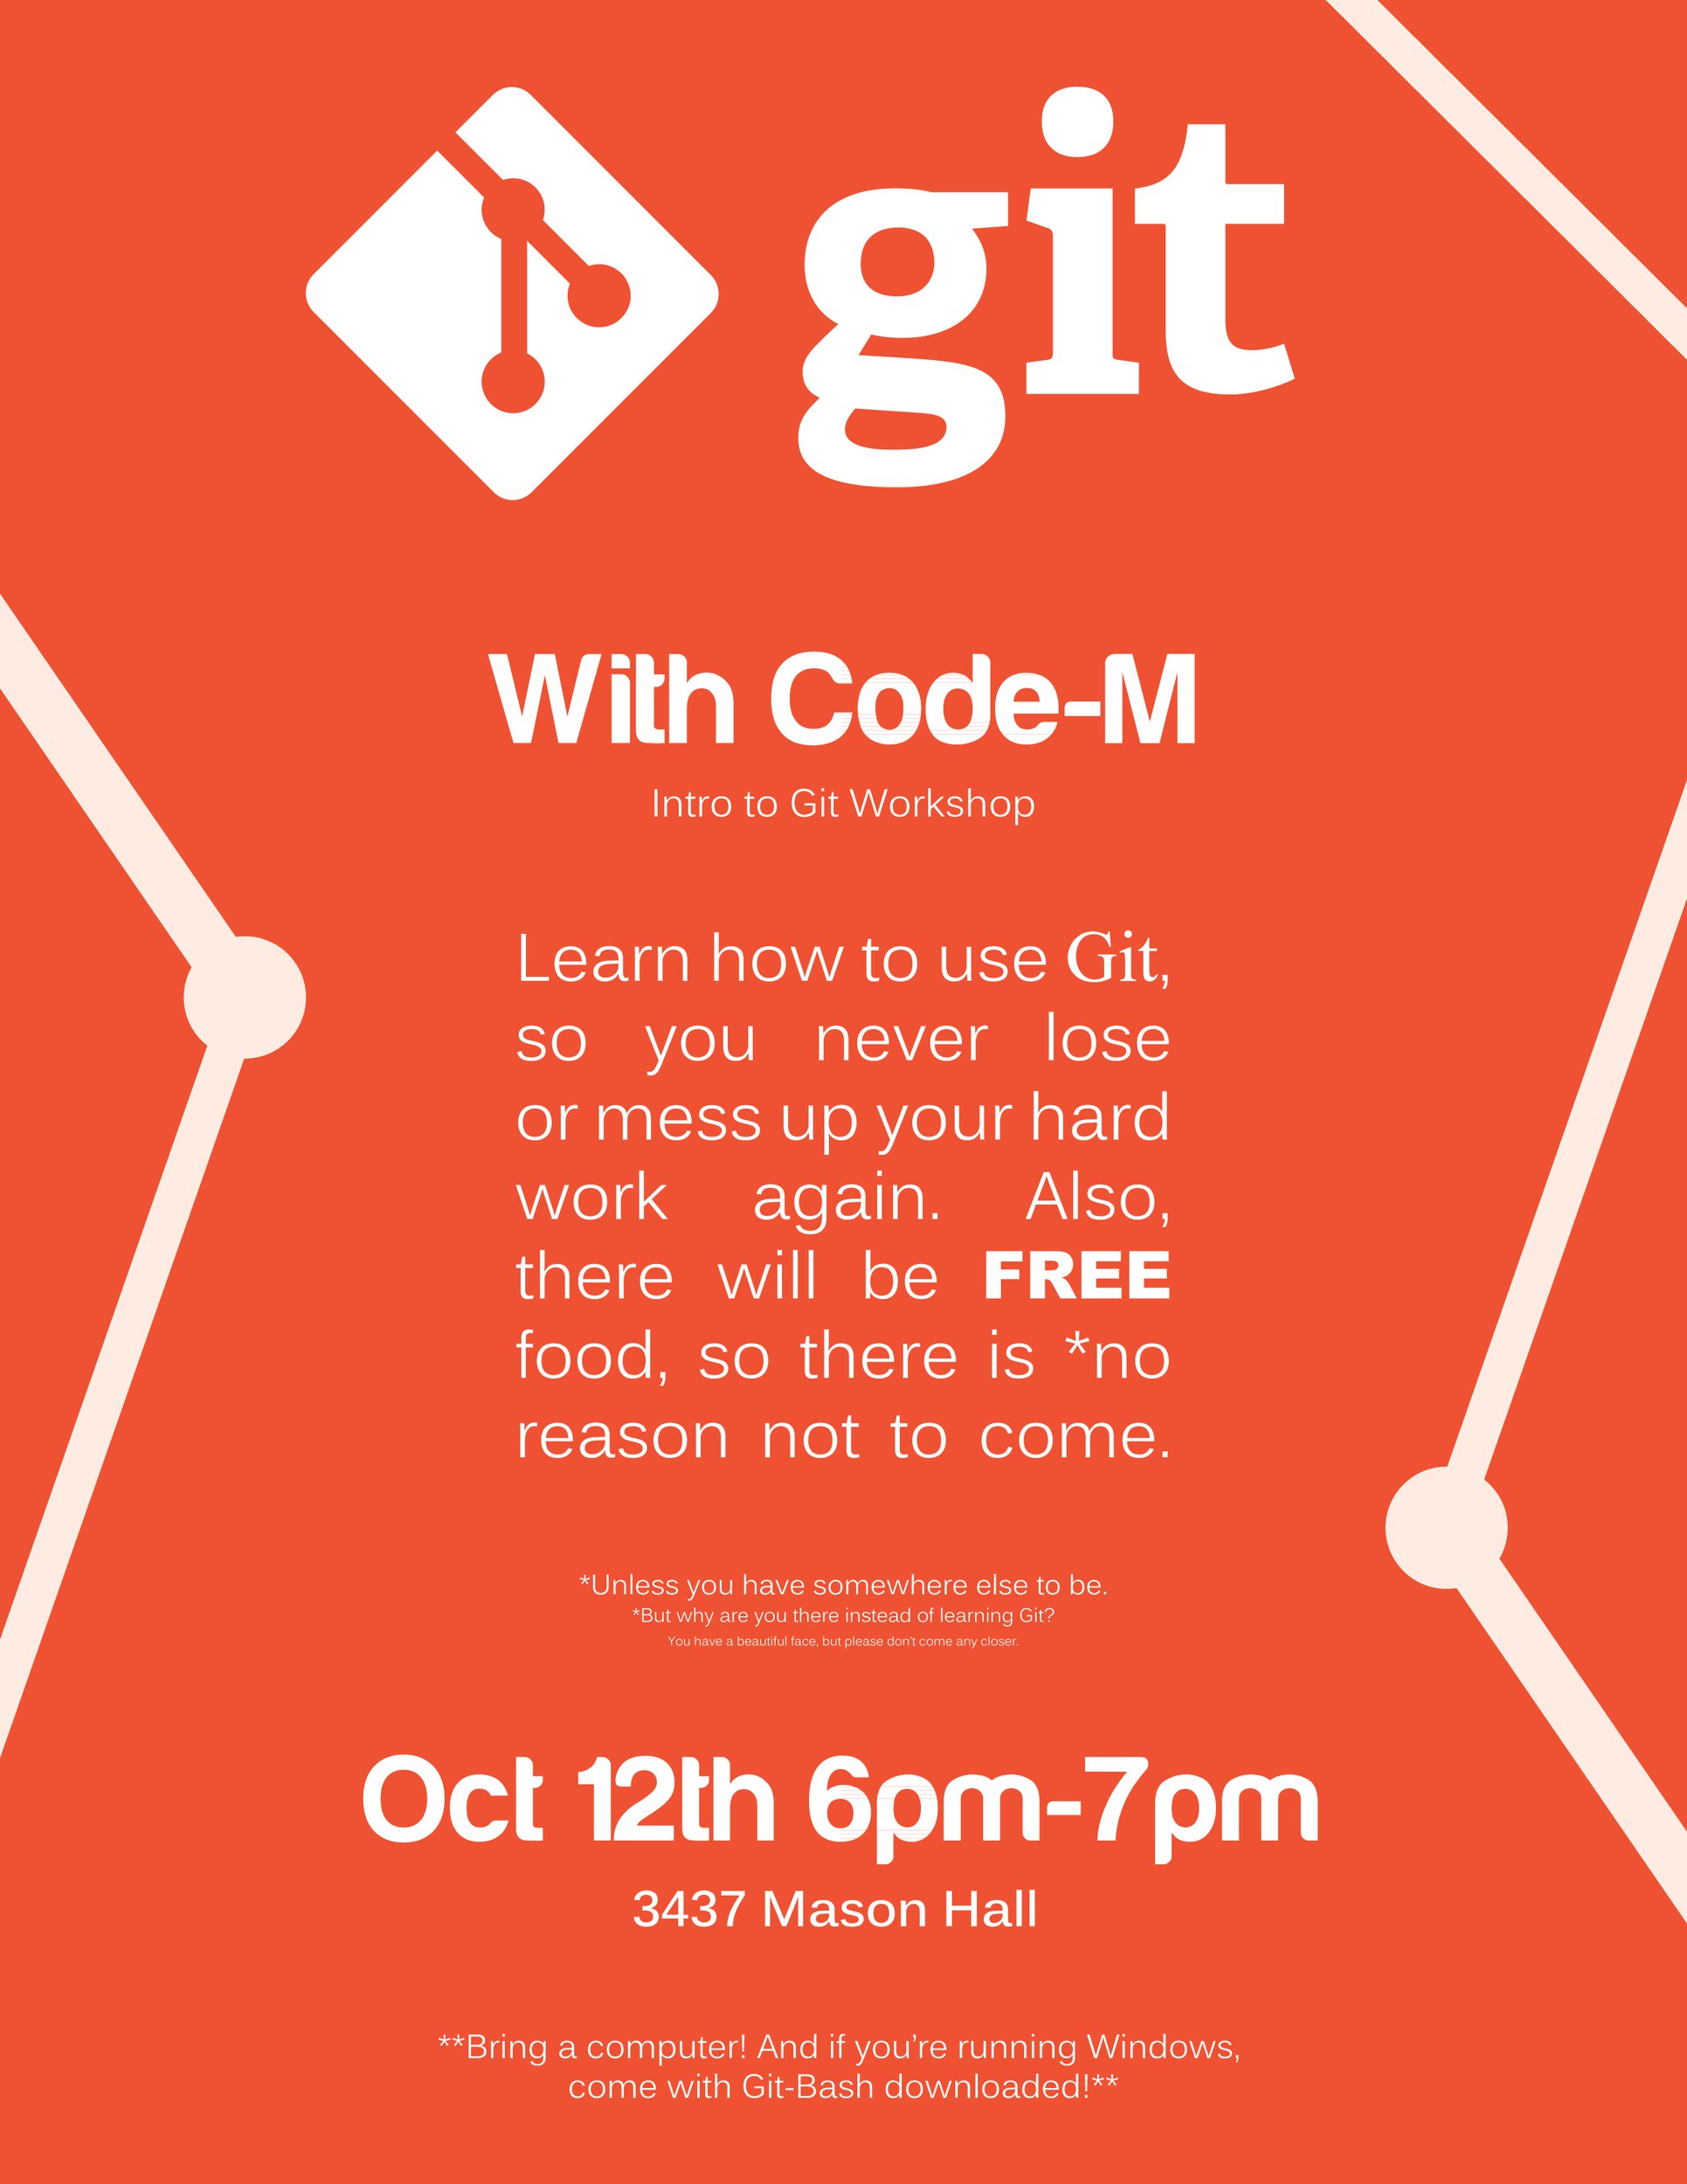 git
With Code-M
Intro to Git Workshop
Learn how to use Git,
so you never lose
or mess up your hard
work again. Also,
there will be FREE
food, so there is *no
reason not to come.
*Unless you have somewhere else to be.
*But why are you there instead of learning Git?
You have a beautiful face, but please don't come any closer.
Oct 12th 6pm-7pm
3437 Mason Hall
**Bring a computer! And if you’re running Windows,
come with Git-Bash downloaded!**